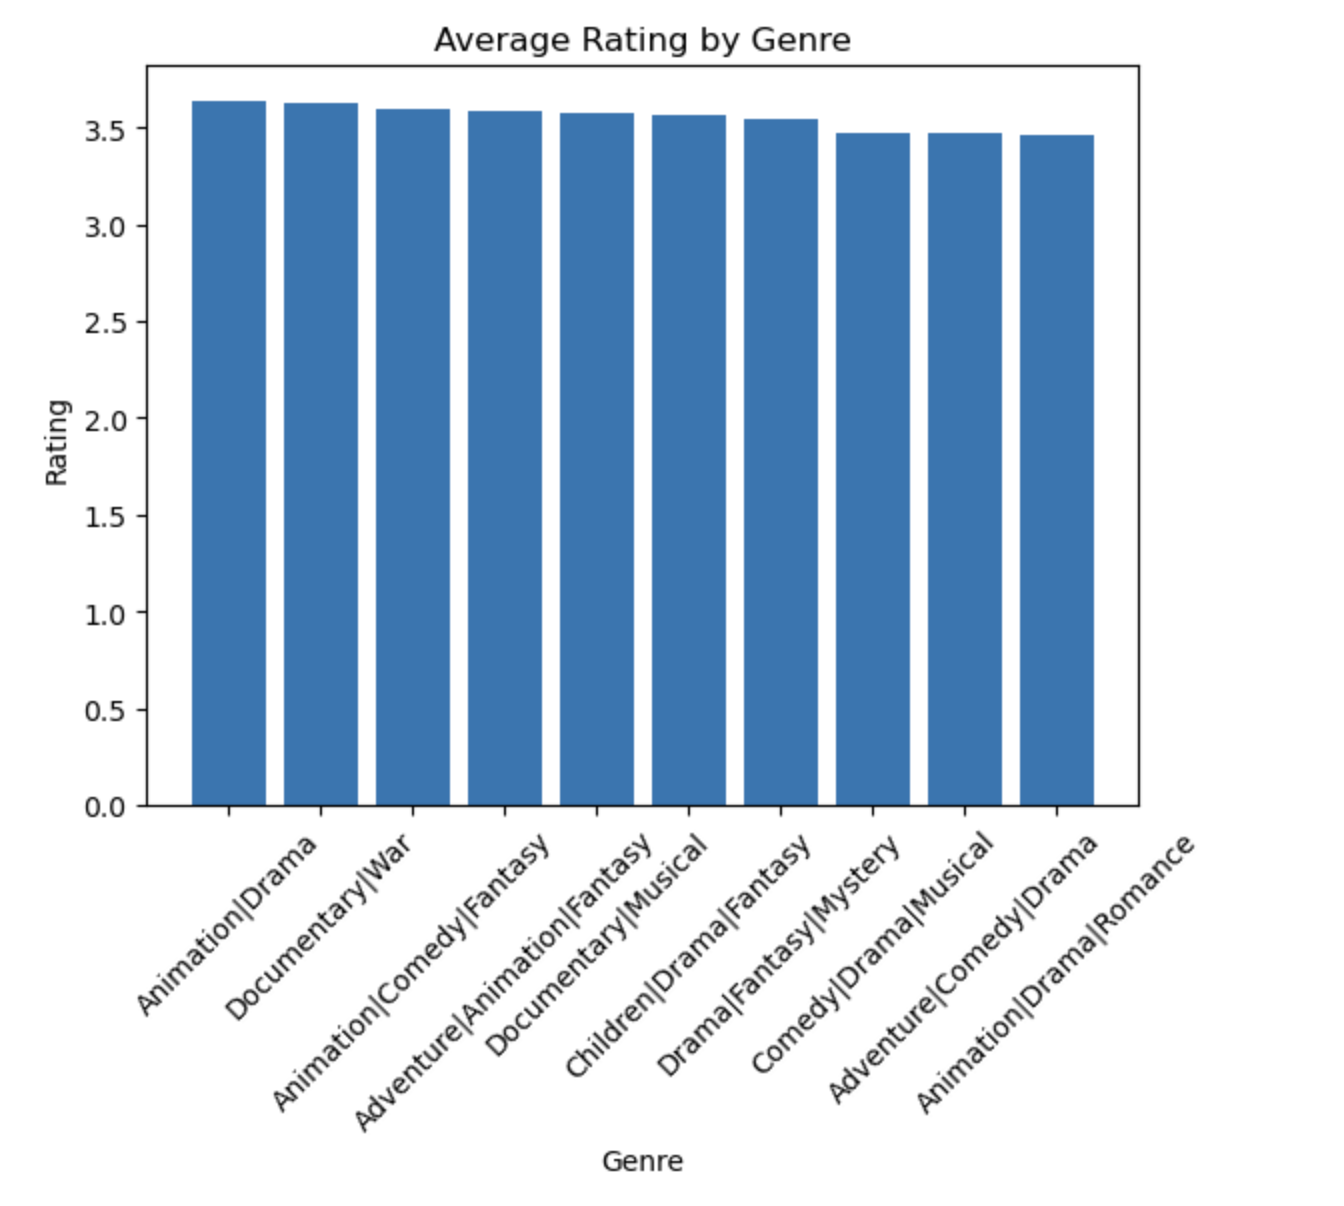 Average Rating by Genre
Rating
3.5
3.0
2.5
2.0
1.5
1.0
0.5
0.0
Animation|Drama
Documentary|War
Animation|Comedy|Fantasy
Adventure|Animation|Fantasy
Documentary|Musical
Children|Drama|Fantasy
Drama|Fantasy|Mystery
Comedy|Drama|Musical
Adventure|Comedy|Drama
Animation|Drama|Romance
Genre